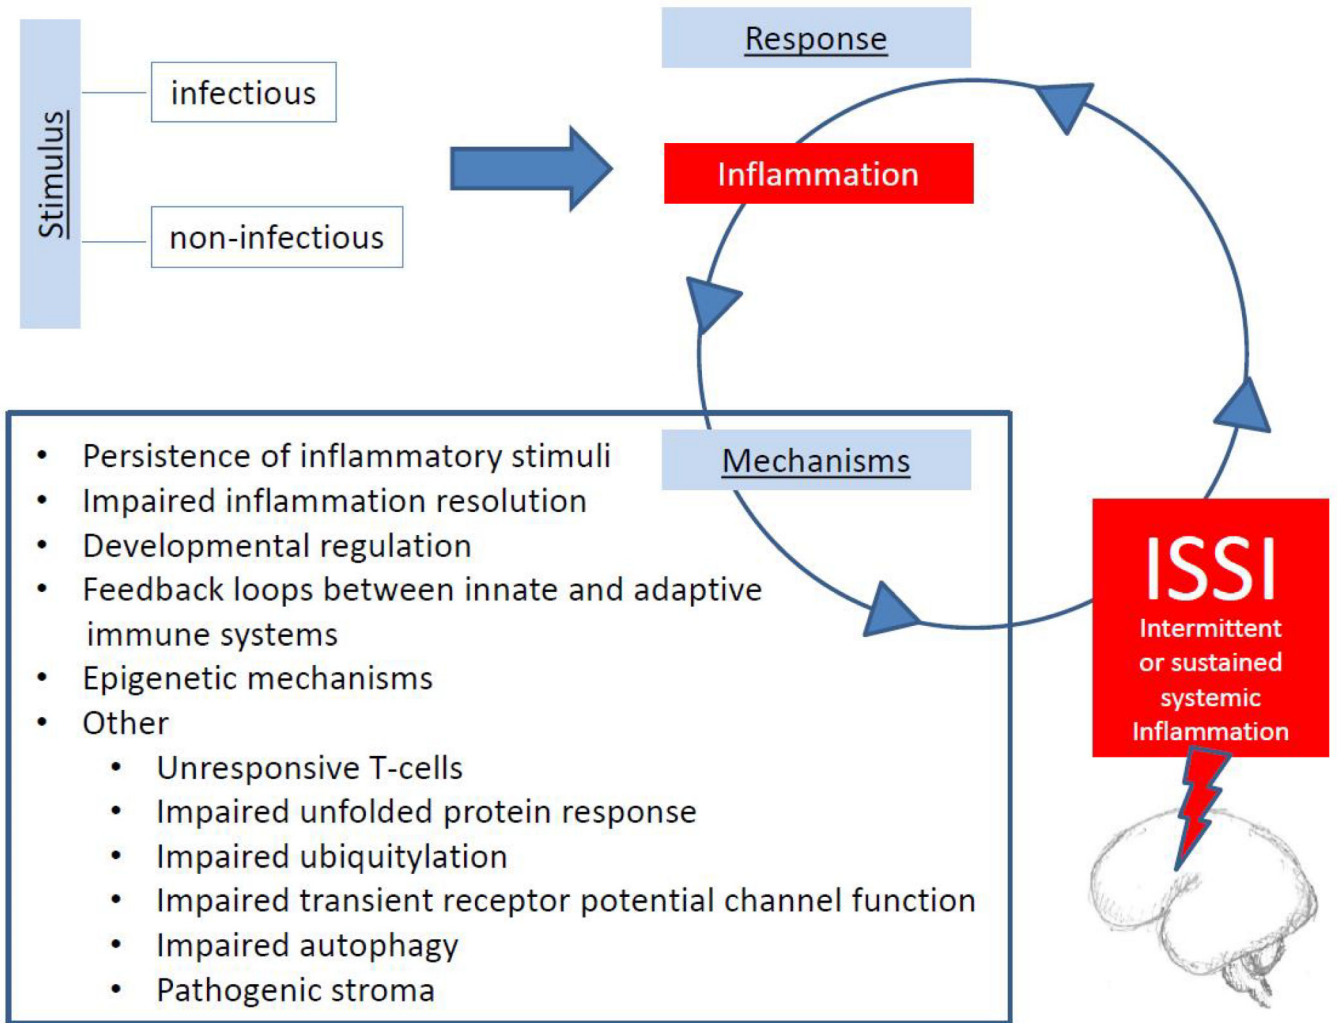 Stimulus
infectious
non-infectious
Response
Inflammation
Mechanisms
• Persistence of inflammatory stimuli
• Impaired inflammation resolution
• Developmental regulation
• Feedback loops between innate and adaptive
immune systems
• Epigenetic mechanisms
• Other
• Unresponsive T-cells
• Impaired unfolded protein response
• Impaired ubiquitylation
• Impaired transient receptor potential channel function
• Impaired autophagy
• Pathogenic stroma
ISSI
Intermittent
or sustained
systemic
Inflammation